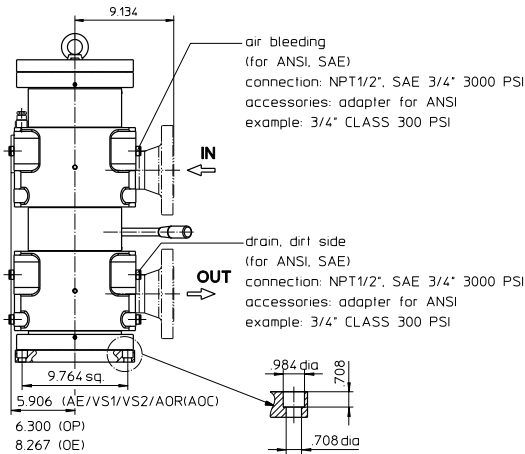 9.134
air bleeding
(for ANSI, SAE)
connection: NPT1/2", SAE 3/4" 3000 PSI
accessories: adapter for ANSI
example: 3/4" CLASS 300 PSI
IN
drain, dirt side
(for ANSI, SAE)
connection: NPT1/2", SAE 3/4" 3000 PSI
accessories: adapter for ANSI
example: 3/4" CLASS 300 PSI
OUT
9.764 sq.
.984 dia
.708
5.906 (AE/VS1/VS2/AOR(AOC)
6.300 (OP)
8.267 (OE)
.708 dia